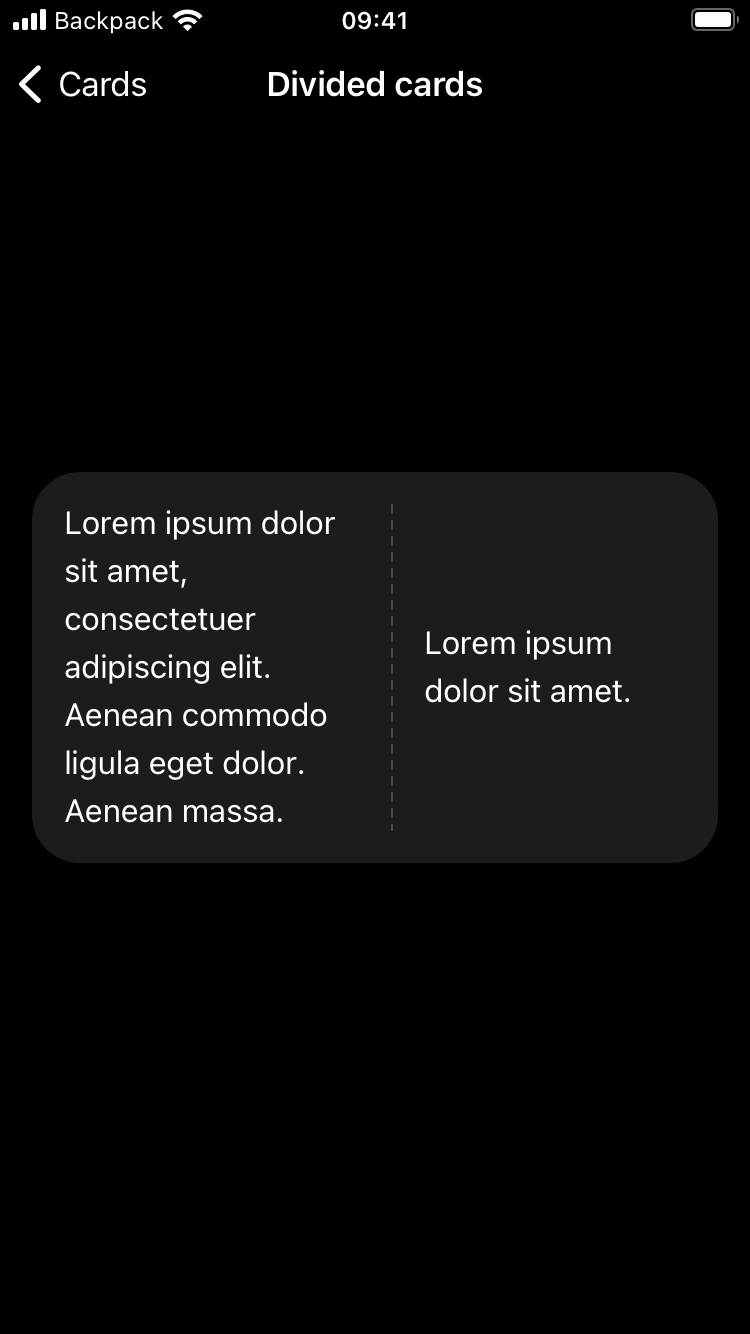 Backpack 09:41
Cards Divided cards
Lorem ipsum dolor
sit amet,
consectetuer
adipiscing elit.
Aenean commodo
ligula eget dolor.
Aenean massa.
Lorem ipsum
dolor sit amet.